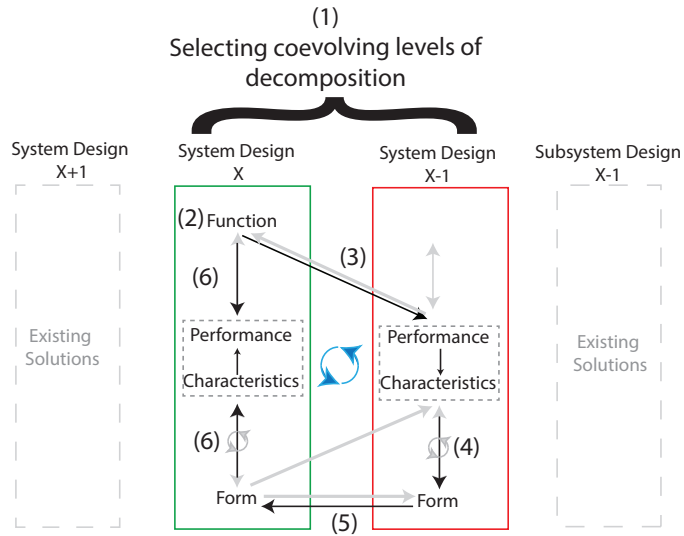 (1)
Selecting coevolving levels of
decomposition
System Design
X+1
System Design
X
System Design
X-1
Subsystem Design
X-1
(2) Function
(3)
(6)
Existing
Solutions
Performance
Characteristics
Performance
Characteristics
Existing
Solutions
(6)
(4)
Form
Form
(5)